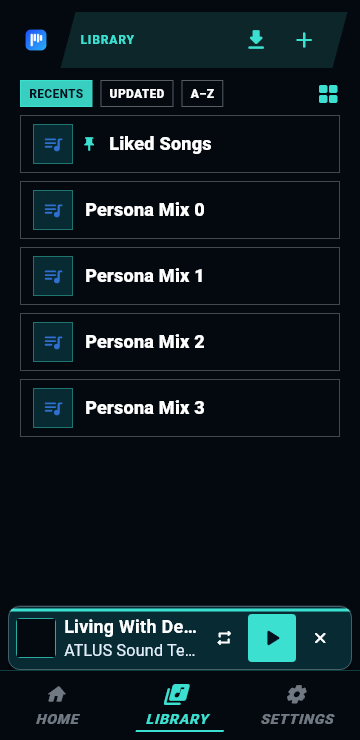 LIBRARY
RECENTS
UPDATED
A–Z
Liked Songs
Persona Mix 0
Persona Mix 1
Persona Mix 2
Persona Mix 3
Living With De...
ATLUS Sound Te...
HOME
LIBRARY
SETTINGS